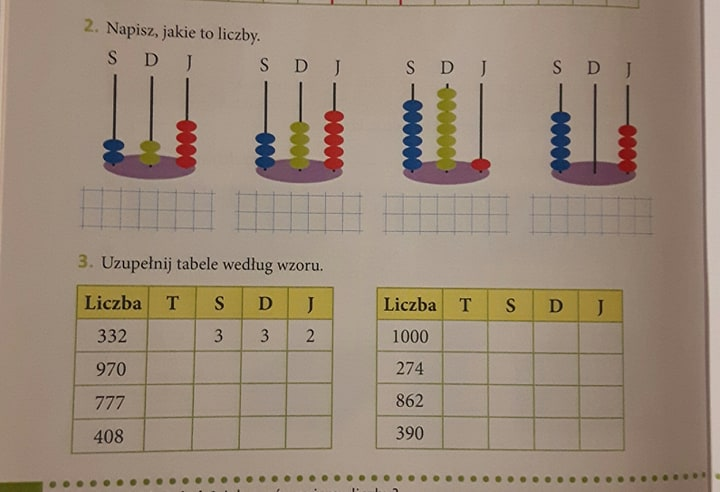 2. Napisz, jakie to liczby.
S D J S D J S D J S D J
3. Uzupełnij tabele według wzoru.
Liczba T S D J
332 3 3 2
970
777
408
Liczba T S D J
1000
274
862
390